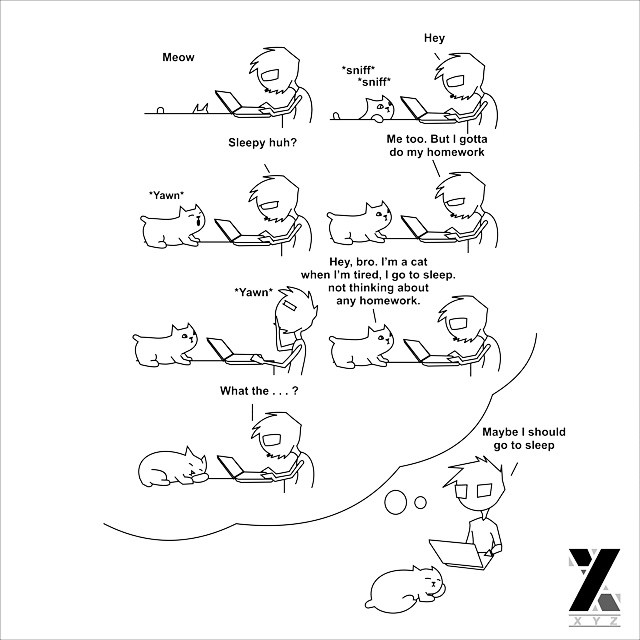 Meow
Hey
*sniff*
*sniff*
Sleepy huh?
Me too. But I gotta
do my homework
*Yawn*
*Yawn*
Hey, bro. I'm a cat
when I'm tired, I go to sleep.
not thinking about
any homework.
What the . . . ?
Maybe I should
go to sleep
XYZ